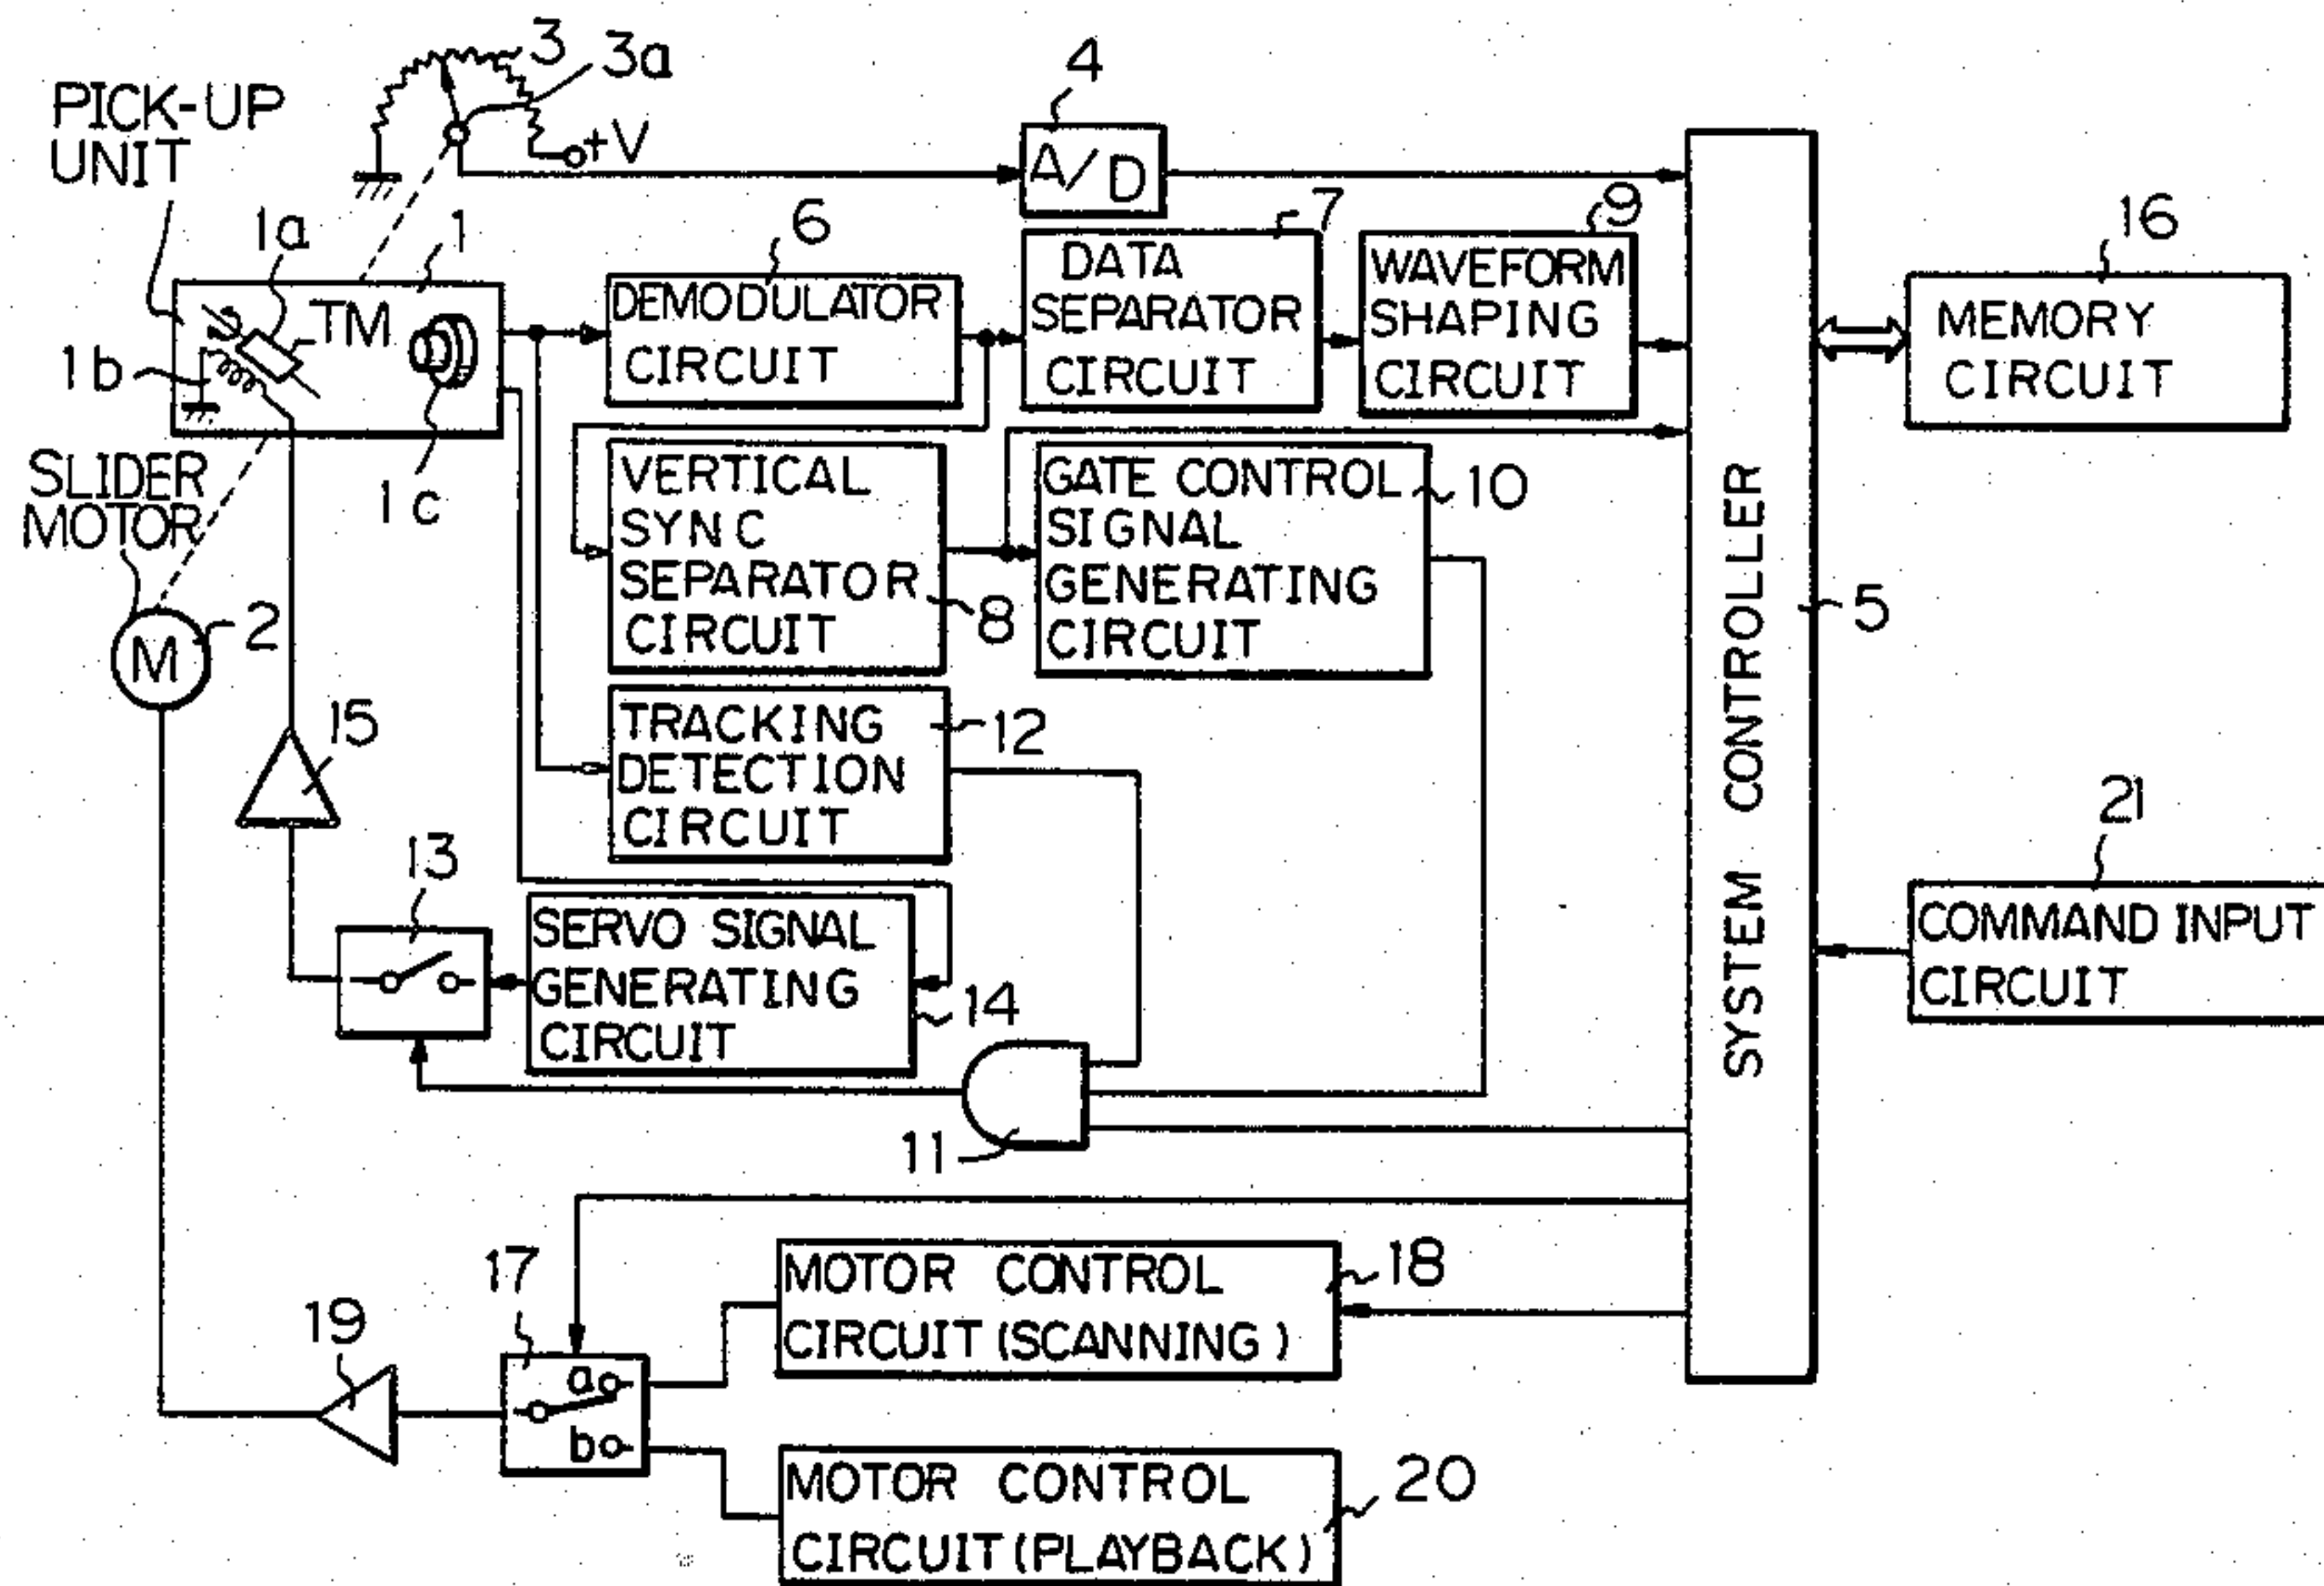 3
3a
4
PICK-UP
UNIT
+V
A/D
1a
1
6
7
9
16
TM
1b
1c
DEMODULATOR
CIRCUIT
DATA
SEPARATOR
CIRCUIT
WAVEFORM
SHAPING
CIRCUIT
MEMORY
CIRCUIT
SLIDER
MOTOR
VERTICAL
SYNC
SEPARATOR
CIRCUIT
8
GATE CONTROL
SIGNAL
GENERATING
CIRCUIT
10
SYSTEM CONTROLLER
5
M
2
15
TRACKING
DETECTION
CIRCUIT
12
21
13
SERVO SIGNAL
GENERATING
CIRCUIT
14
COMMAND INPUT
CIRCUIT
11
17
MOTOR CONTROL
CIRCUIT (SCANNING)
18
19
a
b
MOTOR CONTROL
CIRCUIT (PLAYBACK)
20